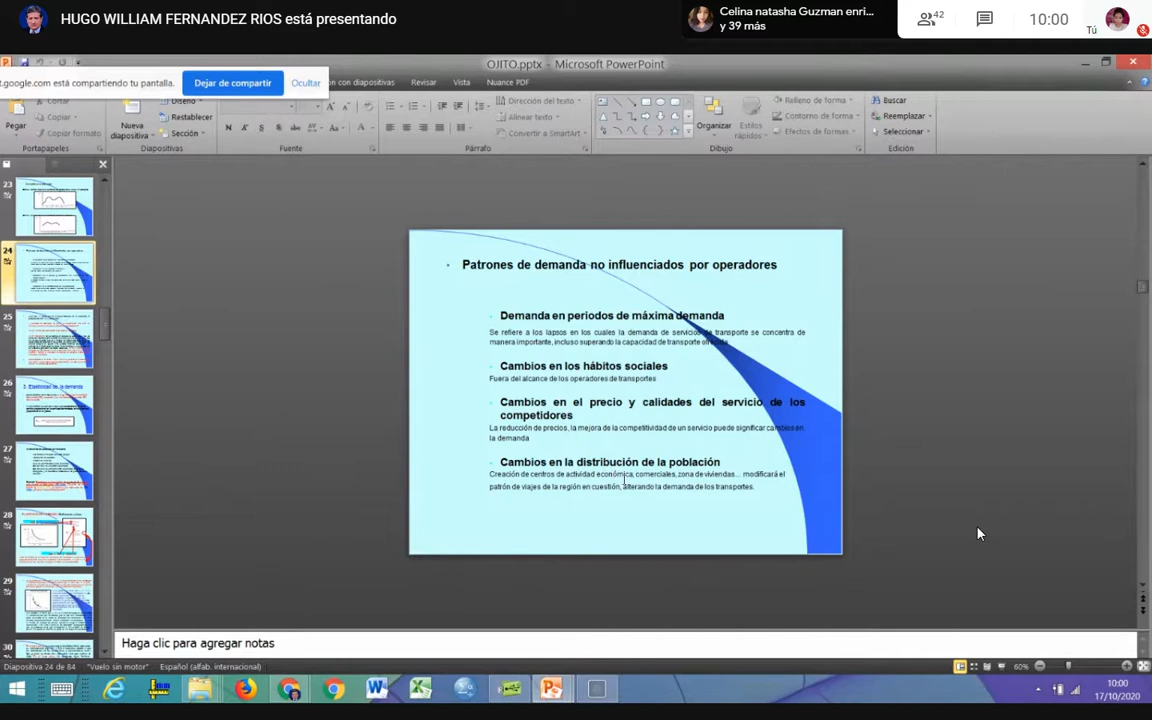 HUGO WILLIAM FERNANDEZ RIOS está presentando
Celina natasha Guzman enri...
y 39 más
42
10:00
Tú
OJITO.pptx - Microsoft PowerPoint
t.google.com está compartiendo tu pantalla.
Dejar de compartir
Ocultar
n con diapositivas
Revisar
Vista
Nuance PDF
Cortar
Copiar
Copiar formato
Pegar
Portapapeles
Nueva
diapositiva
Diseño
Restablecer
Sección
Diapositivas
N K S S abc AV Aa A
Fuente
Dirección del texto
Alinear texto
Convertir a SmartArt
Párrafo
Organizar
Estilos
rápidos
Relleno de forma
Contorno de forma
Efectos de formas
Dibujo
Buscar
Reemplazar
Seleccionar
Edición
23
24
25
26
27
28
29
30
Patrones de demanda no influenciados por operadores
Demanda en periodos de máxima demanda
Se refiere a los lapsos en los cuales la demanda de servicios de transporte se concentra de
manera importante, incluso superando la capacidad de transporte ofrecida.
Cambios en los hábitos sociales
Fuera del alcance de los operadores de transportes
Cambios en el precio y calidades del servicio de los
competidores
La reducción de precios, la mejora de la competitividad de un servicio puede significar cambios en
la demanda
Cambios en la distribución de la población
Creación de centros de actividad económica, comerciales, zona de viviendas... modificará el
patrón de viajes de la región en cuestión, alterando la demanda de los transportes.
Haga clic para agregar notas
Diapositiva 24 de 84
"Vuelo sin motor"
Español (alfab. internacional)
60%
10:00
17/10/2020